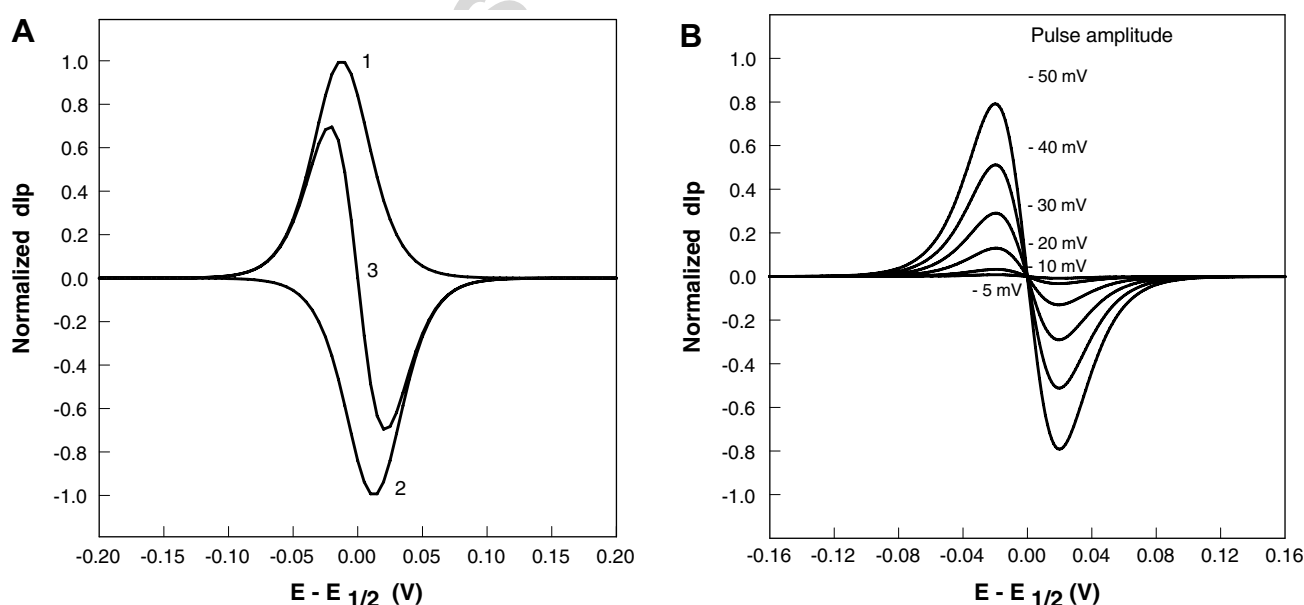 A
Normalized dIp
1.0
0.8
0.6
0.4
0.2
0.0
-0.2
-0.4
-0.6
-0.8
-1.0
1
3
2
-0.20 -0.15 -0.10 -0.05 0.00 0.05 0.10 0.15 0.20
E - E 1/2 (V)
B
Normalized dIp
1.0
0.8
0.6
0.4
0.2
0.0
-0.2
-0.4
-0.6
-0.8
-1.0
Pulse amplitude
- 50 mV
- 40 mV
- 30 mV
- 20 mV
- 10 mV
- 5 mV
-0.16 -0.12 -0.08 -0.04 0.00 0.04 0.08 0.12 0.16
E - E 1/2 (V)